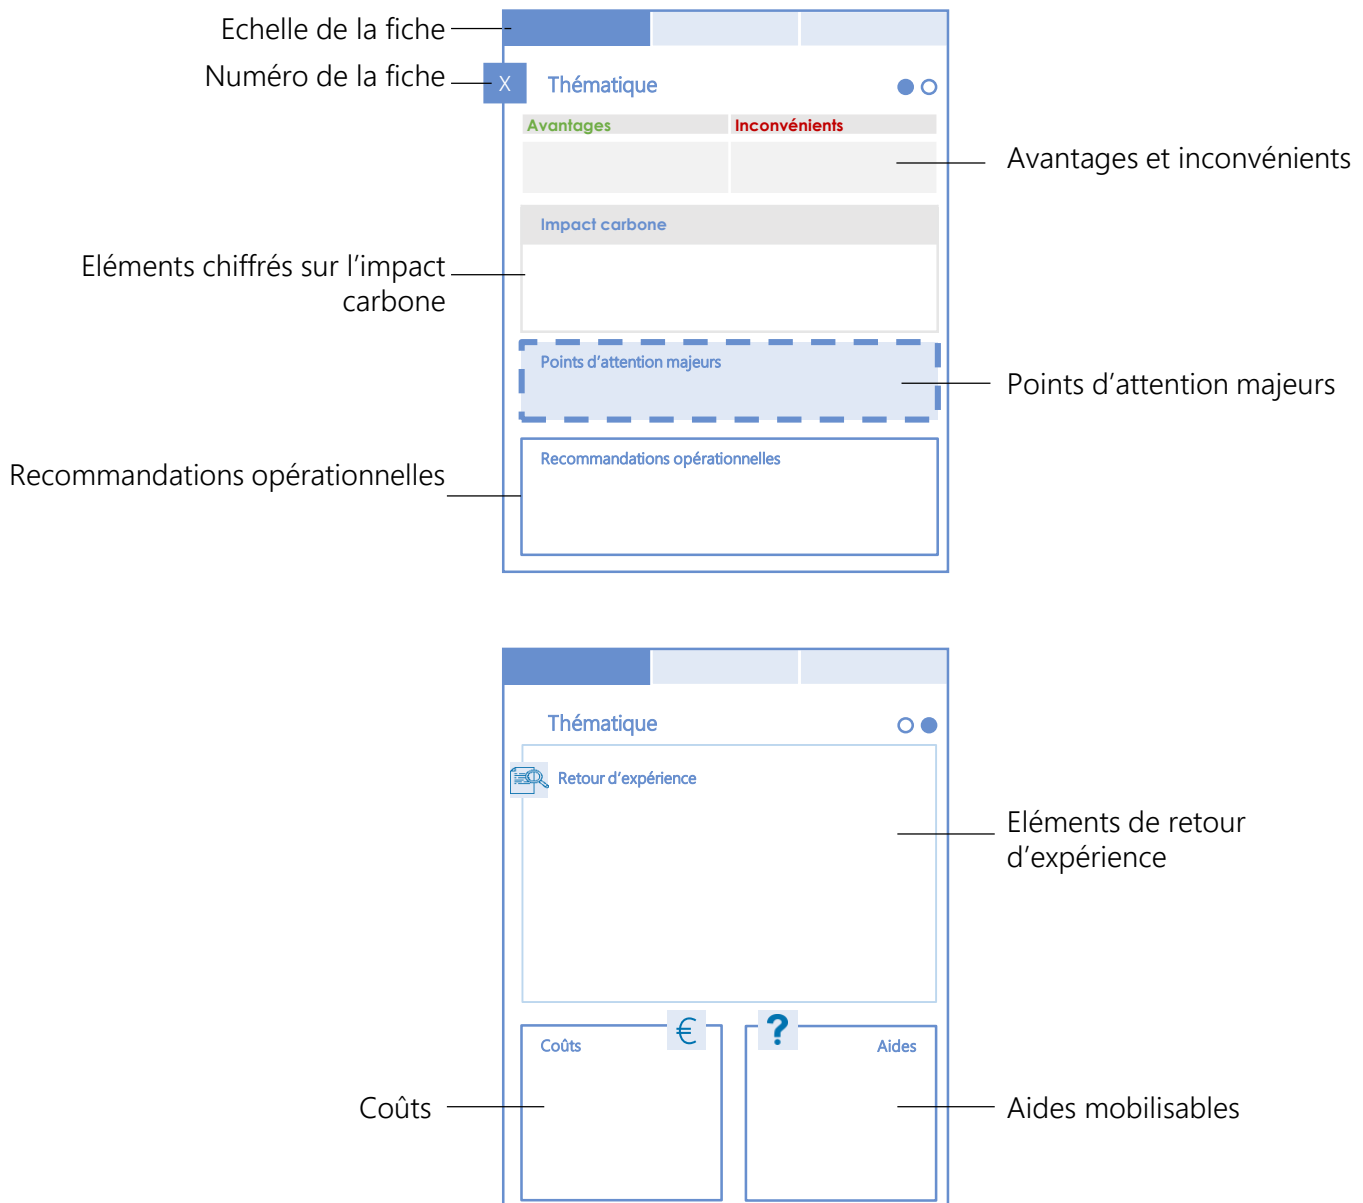 Echelle de la fiche
Numéro de la fiche
X
Thématique
Avantages
Inconvénients
Avantages et inconvénients
Impact carbone
Eléments chiffrés sur l’impact
carbone
Points d’attention majeurs
Points d’attention majeurs
Recommandations opérationnelles
Recommandations opérationnelles
Thématique
Retour d’expérience
Eléments de retour
d’expérience
€
?
Coûts
Aides
Coûts
Aides mobilisables